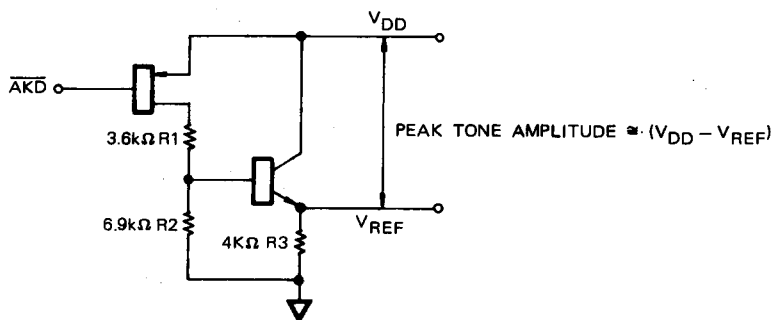 V_DD
AKD
3.6kΩ R1
PEAK TONE AMPLITUDE ≅ (V_DD – V_REF)
6.9kΩ R2
4KΩ R3
V_REF